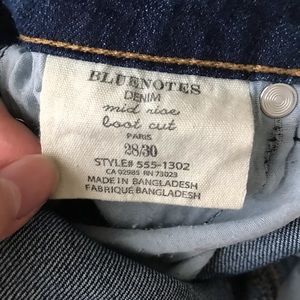 BLUENOTES
DENIM
mid rise
boot cut
PARIS
28/30
STYLE# 555-1302
CA 02985 RN 73023
MADE IN BANGLADESH
FABRIQUE BANGLADESH